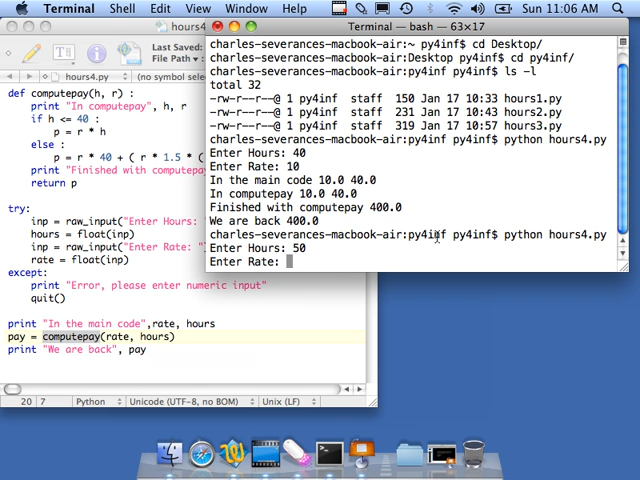 Terminal Shell Edit View Window Help Sun 11:06 AM
hours4
Last Saved:
File Path
hours4.py (no symbol selec
def computepay(h, r) :
print "In computepay", h, r
if h <= 40 :
p = r * h
else :
p = r * 40 + ( r * 1.5 * (
print "Finished with computepay
return p
try:
inp = raw_input("Enter Hours:
hours = float(inp)
inp = raw_input("Enter Rate: "
rate = float(inp)
except:
print "Error, please enter numeric input"
quit()
print "In the main code",rate, hours
pay = computepay(rate, hours)
print "We are back", pay
20 7 Python Unicode (UTF-8, no BOM) Unix (LF)
Terminal — bash — 63×17
charles-severances-macbook-air:~ py4inf$ cd Desktop/
charles-severances-macbook-air:Desktop py4inf$ cd py4inf/
charles-severances-macbook-air:py4inf py4inf$ ls -l
total 32
-rw-r--r--@ 1 py4inf staff 150 Jan 17 10:33 hours1.py
-rw-r--r--@ 1 py4inf staff 231 Jan 17 10:43 hours2.py
-rw-r--r--@ 1 py4inf staff 319 Jan 17 10:57 hours3.py
charles-severances-macbook-air:py4inf py4inf$ python hours4.py
Enter Hours: 40
Enter Rate: 10
In the main code 10.0 40.0
In computepay 10.0 40.0
Finished with computepay 400.0
We are back 400.0
charles-severances-macbook-air:py4inf py4inf$ python hours4.py
Enter Hours: 50
Enter Rate: